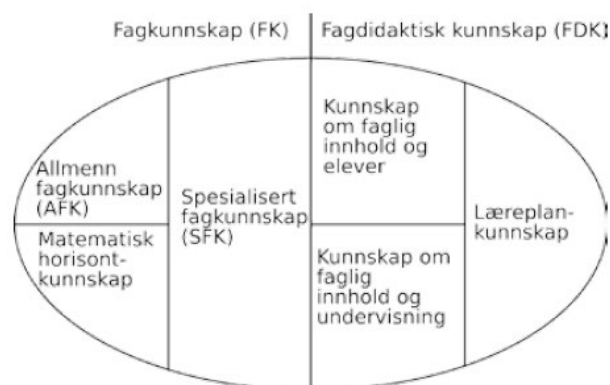 Fagkunnskap (FK)
Fagdidaktisk kunnskap (FDK)
Allmenn
fagkunnskap
(AFK)
Matematisk
horisont-
kunnskap
Spesialisert
fagkunnskap
(SFK)
Kunnskap
om faglig
innhold og
elever
Kunnskap om
faglig
innhold og
undervisning
Læreplan-
kunnskap